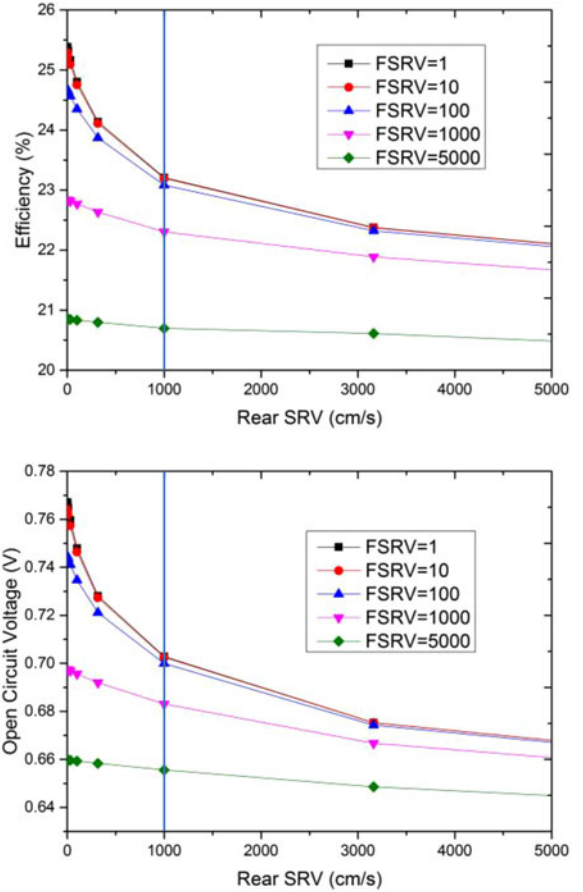 26
25
24
23
22
21
20
Efficiency (%)
FSRV=1
FSRV=10
FSRV=100
FSRV=1000
FSRV=5000
0 1000 2000 3000 4000 5000
Rear SRV (cm/s)
0.78
0.76
0.74
0.72
0.70
0.68
0.66
0.64
Open Circuit Voltage (V)
FSRV=1
FSRV=10
FSRV=100
FSRV=1000
FSRV=5000
0 1000 2000 3000 4000 5000
Rear SRV (cm/s)